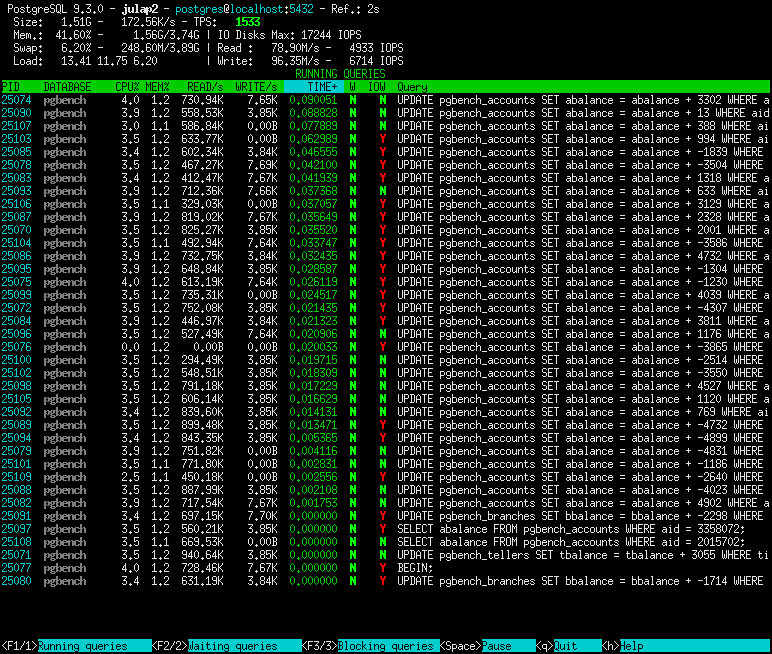 PostgreSQL 9.3.0 - julap2 - postgres@localhost:5432 - Ref.: 2s
Size: 1.51G - 172.56K/s - TPS: 1533
Mem.: 41.60% - 1.56G/3.74G | IO Disks Max: 17244 IOPS
Swap: 6.20% - 248.60M/3.89G | Read : 78.90M/s - 4933 IOPS
Load: 13.41 11.75 6.20 | Write: 96.35M/s - 6714 IOPS
RUNNING QUERIES
PID DATABASE CPU% MEM% READ/s WRITE/s TIME+ W IOW Query
25074 pgbench 4.0 1.2 730.94K 7.65K 0.090051 N N UPDATE pgbench_accounts SET abalance = abalance + 3302 WHERE a
25090 pgbench 3.9 1.2 558.53K 3.85K 0.088828 N N UPDATE pgbench_accounts SET abalance = abalance + 13 WHERE aid
25107 pgbench 3.0 1.1 586.84K 0.00B 0.077889 N N UPDATE pgbench_accounts SET abalance = abalance + 388 WHERE ai
25103 pgbench 3.5 1.2 633.77K 0.00B 0.062989 N Y UPDATE pgbench_accounts SET abalance = abalance + 994 WHERE ai
25085 pgbench 3.4 1.2 602.34K 3.84K 0.046555 N Y UPDATE pgbench_accounts SET abalance = abalance + -1839 WHERE
25078 pgbench 3.5 1.2 467.27K 7.69K 0.042100 N Y UPDATE pgbench_accounts SET abalance = abalance + -3504 WHERE
25083 pgbench 3.4 1.2 412.47K 7.67K 0.041939 N Y UPDATE pgbench_accounts SET abalance = abalance + 1318 WHERE a
25093 pgbench 3.9 1.2 712.36K 7.66K 0.037368 N N UPDATE pgbench_accounts SET abalance = abalance + 633 WHERE ai
25106 pgbench 3.5 1.1 329.03K 0.00B 0.037057 N Y UPDATE pgbench_accounts SET abalance = abalance + 3129 WHERE a
25087 pgbench 3.9 1.2 819.02K 7.67K 0.035649 N Y UPDATE pgbench_accounts SET abalance = abalance + 2328 WHERE a
25070 pgbench 3.5 1.2 825.27K 3.85K 0.035520 N Y UPDATE pgbench_accounts SET abalance = abalance + 2001 WHERE a
25104 pgbench 3.5 1.1 492.94K 7.64K 0.033747 N Y UPDATE pgbench_accounts SET abalance = abalance + -3586 WHERE
25086 pgbench 3.9 1.2 732.75K 3.84K 0.032435 N Y UPDATE pgbench_accounts SET abalance = abalance + 4732 WHERE a
25095 pgbench 3.9 1.2 648.84K 3.85K 0.028587 N Y UPDATE pgbench_accounts SET abalance = abalance + -1304 WHERE
25075 pgbench 4.0 1.2 613.19K 7.64K 0.026119 N Y UPDATE pgbench_accounts SET abalance = abalance + -1230 WHERE
25099 pgbench 3.5 1.2 735.31K 0.00B 0.024517 N Y UPDATE pgbench_accounts SET abalance = abalance + 4039 WHERE a
25072 pgbench 3.5 1.2 752.08K 3.85K 0.021435 N Y UPDATE pgbench_accounts SET abalance = abalance + -4307 WHERE
25084 pgbench 3.9 1.2 446.97K 3.84K 0.021323 N Y UPDATE pgbench_accounts SET abalance = abalance + 3811 WHERE a
25096 pgbench 3.5 1.2 527.49K 7.64K 0.020906 N N UPDATE pgbench_accounts SET abalance = abalance + 1176 WHERE a
25076 pgbench 0.0 0.0 0.00B 0.00B 0.020033 N Y UPDATE pgbench_accounts SET abalance = abalance + -3865 WHERE
25100 pgbench 3.5 1.2 294.49K 3.85K 0.019715 N N UPDATE pgbench_accounts SET abalance = abalance + -2514 WHERE
25102 pgbench 3.5 1.2 548.51K 3.85K 0.018309 N N UPDATE pgbench_accounts SET abalance = abalance + -3550 WHERE
25098 pgbench 3.5 1.2 791.18K 3.85K 0.017229 N N UPDATE pgbench_accounts SET abalance = abalance + 4527 WHERE a
25105 pgbench 3.5 1.2 606.14K 3.85K 0.016629 N N UPDATE pgbench_accounts SET abalance = abalance + 1120 WHERE a
25092 pgbench 3.4 1.2 839.60K 3.84K 0.014131 N N UPDATE pgbench_accounts SET abalance = abalance + 769 WHERE ai
25089 pgbench 3.5 1.2 899.48K 3.85K 0.013471 N Y UPDATE pgbench_accounts SET abalance = abalance + -4732 WHERE
25094 pgbench 3.4 1.2 843.35K 3.84K 0.005365 N Y UPDATE pgbench_accounts SET abalance = abalance + -4899 WHERE
25079 pgbench 3.9 1.2 751.82K 0.00B 0.004116 N N UPDATE pgbench_accounts SET abalance = abalance + -4831 WHERE
25101 pgbench 3.5 1.1 771.80K 0.00B 0.002831 N N UPDATE pgbench_accounts SET abalance = abalance + -1186 WHERE
25109 pgbench 2.5 1.1 450.18K 0.00B 0.002556 N Y UPDATE pgbench_accounts SET abalance = abalance + -2640 WHERE
25088 pgbench 3.5 1.2 887.99K 3.85K 0.002108 N N UPDATE pgbench_accounts SET abalance = abalance + -4023 WHERE
25082 pgbench 3.9 1.2 717.54K 7.67K 0.001753 N N UPDATE pgbench_accounts SET abalance = abalance + 4902 WHERE a
25091 pgbench 3.4 1.2 697.15K 7.70K 0.000000 N Y UPDATE pgbench_branches SET bbalance = bbalance + -2298 WHERE
25097 pgbench 3.5 1.2 560.21K 3.85K 0.000000 N Y SELECT abalance FROM pgbench_accounts WHERE aid = 3358072;
25108 pgbench 3.5 1.1 669.53K 0.00B 0.000000 N N SELECT abalance FROM pgbench_accounts WHERE aid = 2015702;
25071 pgbench 3.5 1.2 940.64K 3.85K 0.000000 N N UPDATE pgbench_tellers SET tbalance = tbalance + 3055 WHERE ti
25077 pgbench 4.0 1.2 728.46K 7.67K 0.000000 N Y BEGIN;
25080 pgbench 3.4 1.2 631.19K 3.84K 0.000000 N Y UPDATE pgbench_branches SET bbalance = bbalance + -1714 WHERE
<F1/1>Running queries <F2/2>Waiting queries <F3/3>Blocking queries <Space>Pause <q>Quit <h>Help